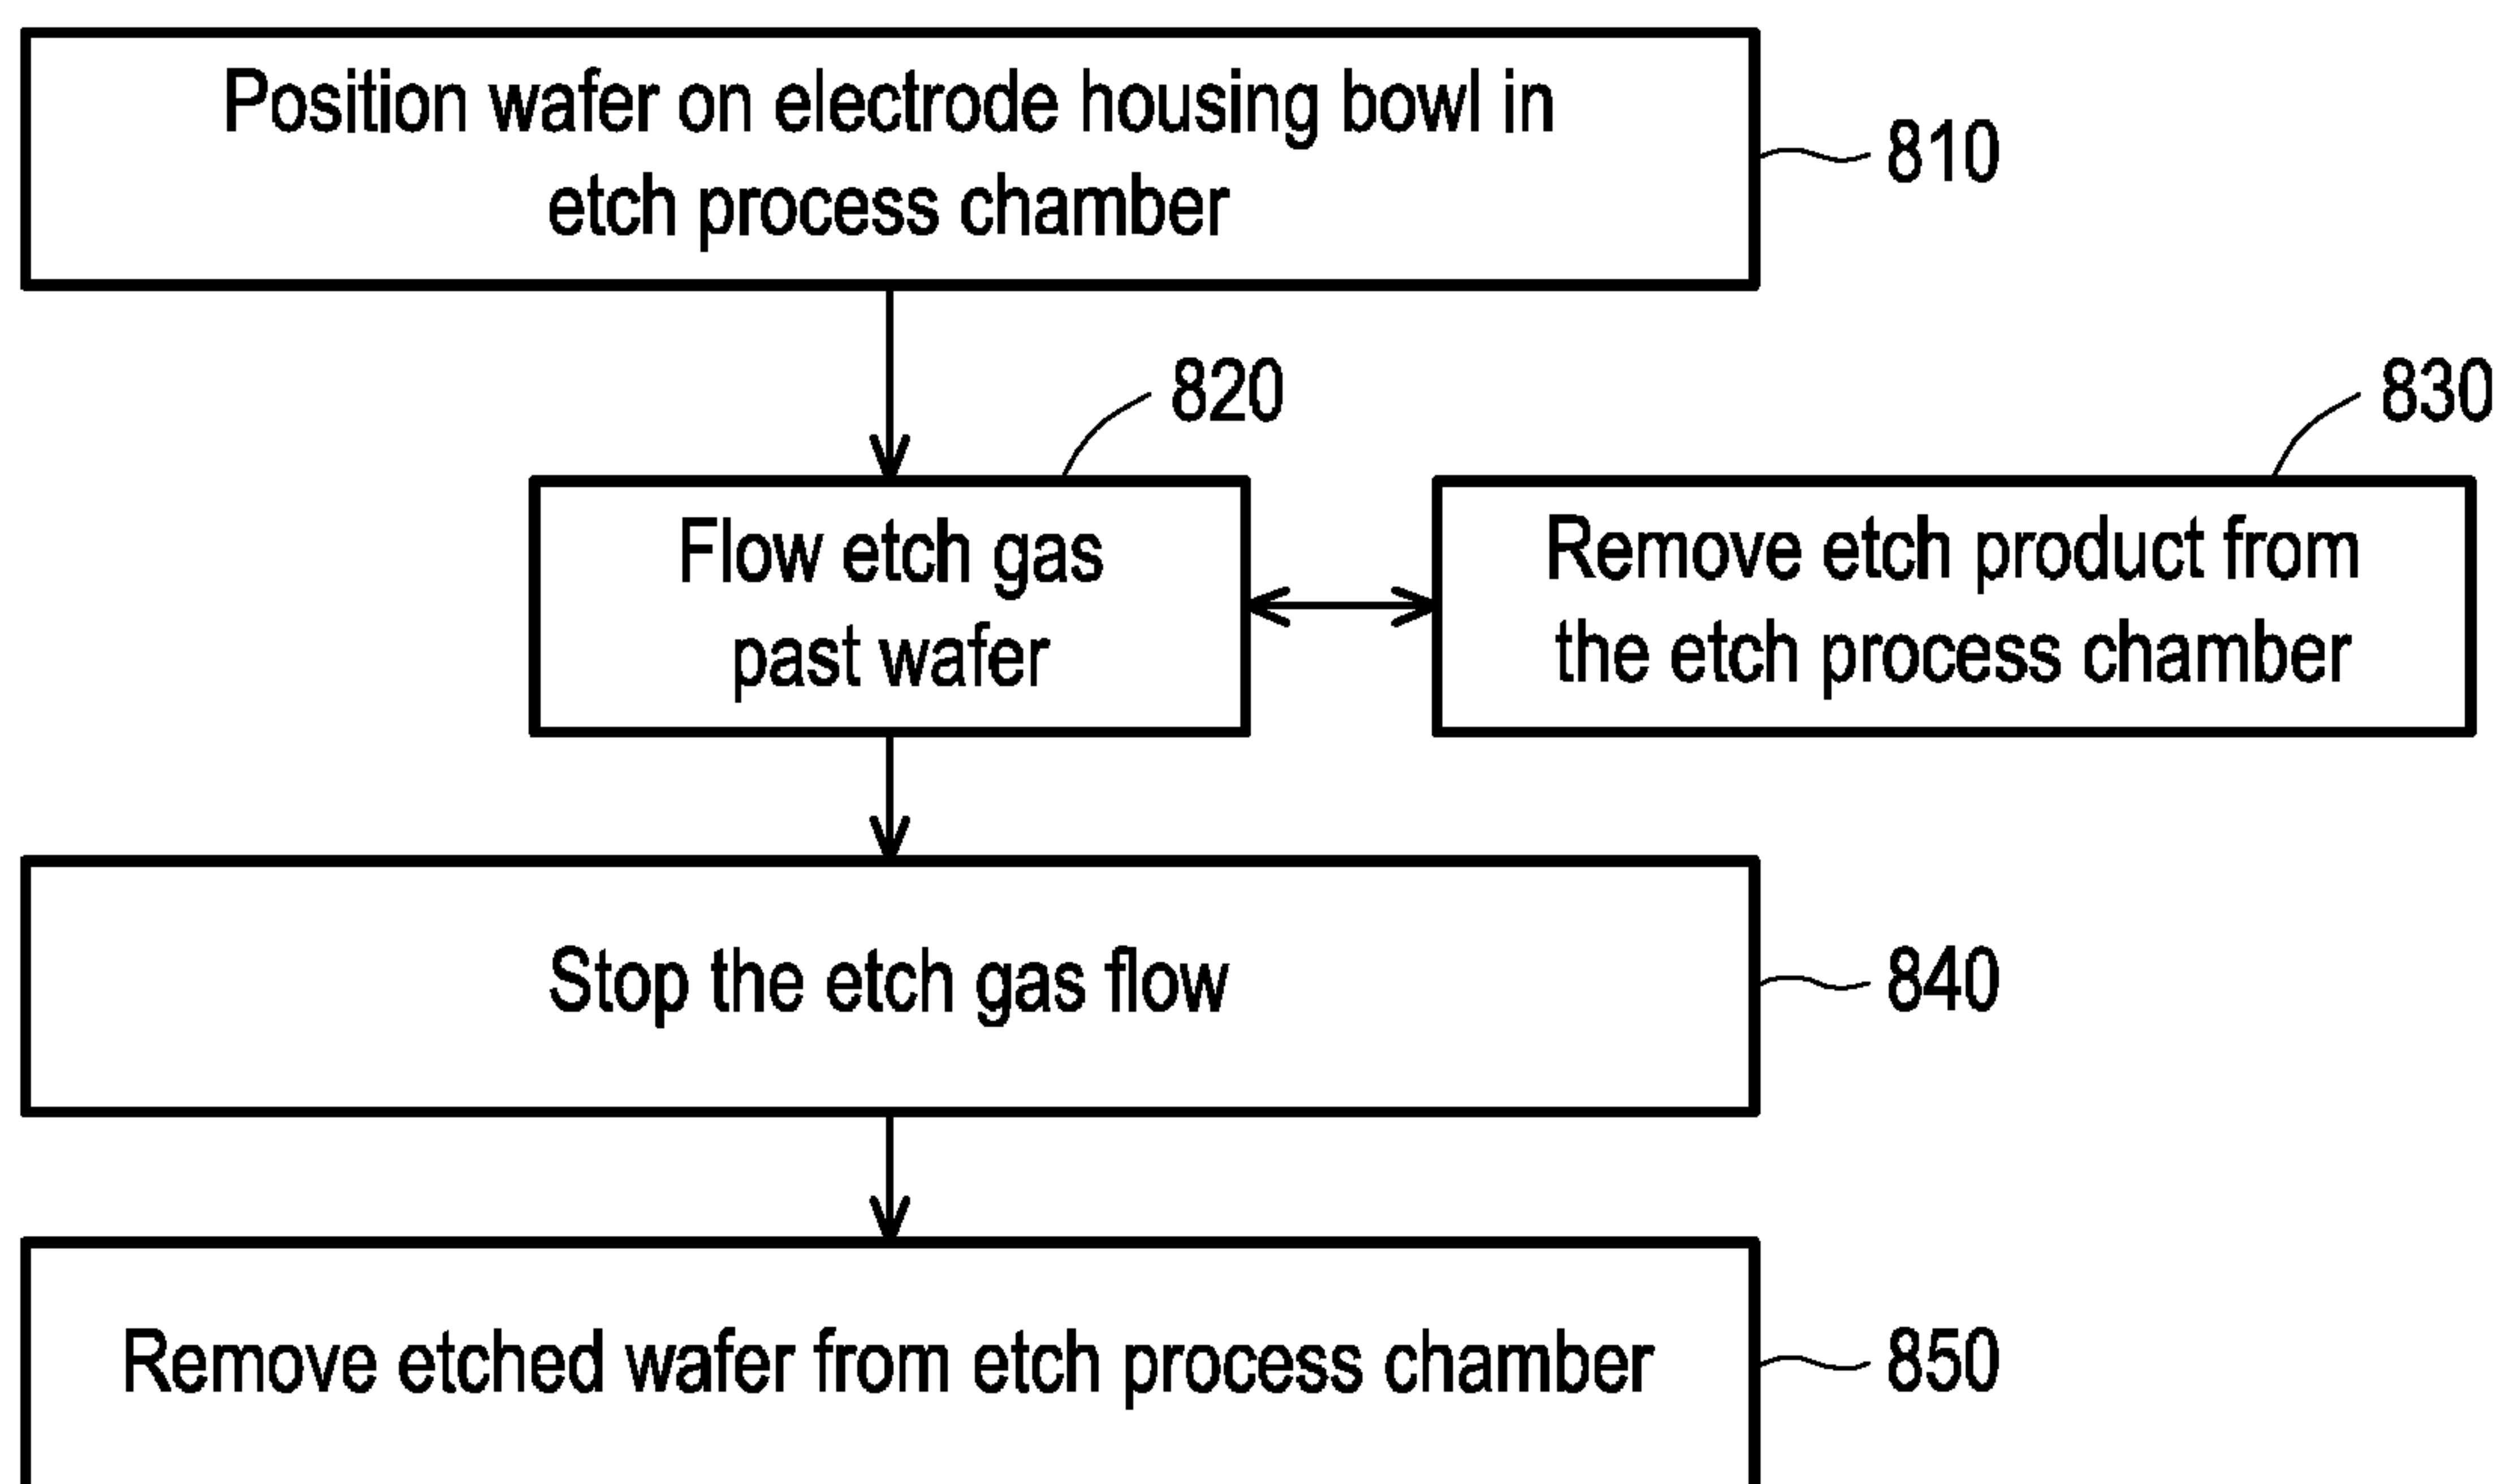 Position wafer on electrode housing bowl in
etch process chamber
810
820
830
Flow etch gas
past wafer
Remove etch product from
the etch process chamber
Stop the etch gas flow
840
Remove etched wafer from etch process chamber
850